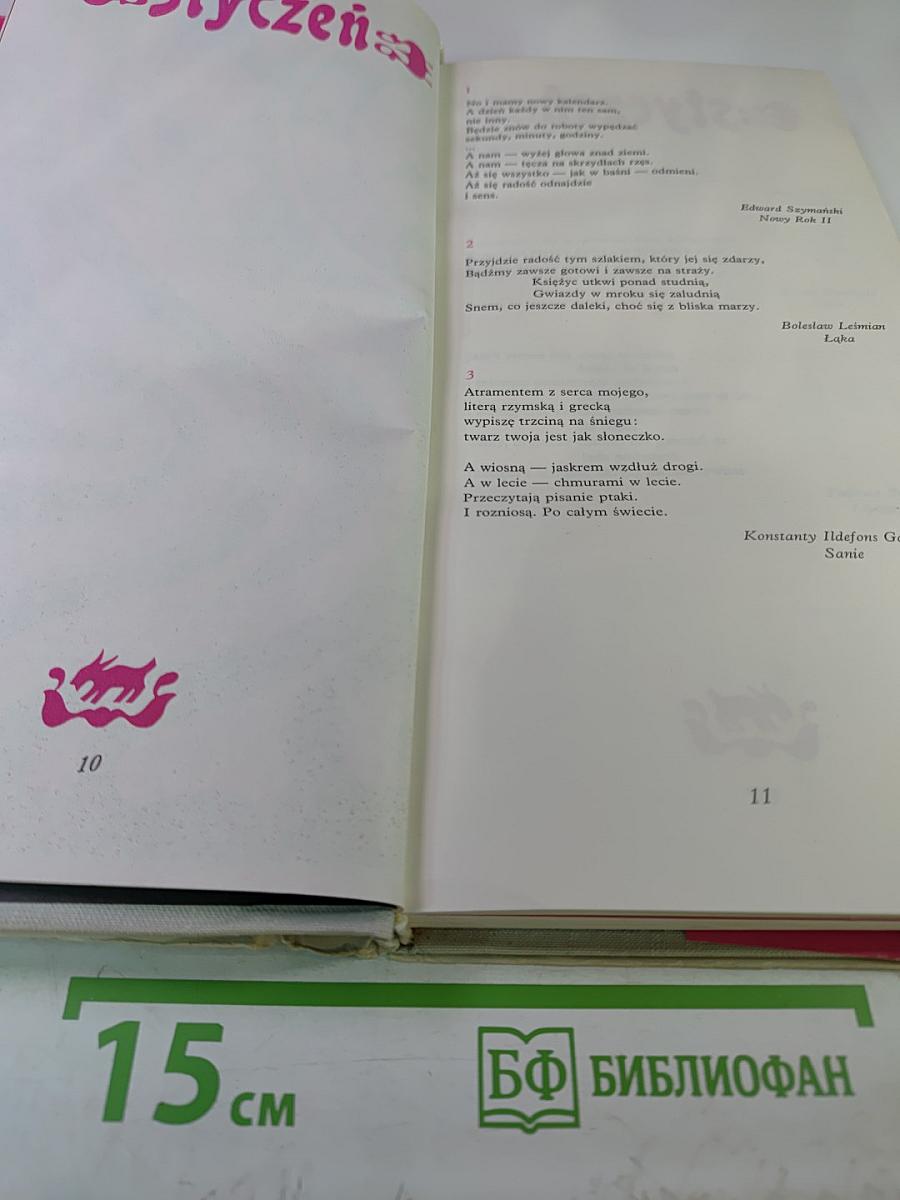 styczeń
10
1
No i mamy nowy kalendarz.
A dzień każdy w nim ten sam,
nie inny.
Będzie znów do roboty wypędzać
sekundy, minuty, godziny.
...
A nam — wyżej głowa znad ziemi.
A nam — tęcza na skrzydłach rzęs.
Aż się wszystko — jak w baśni — odmieni.
Aż się radość odnajdzie
i sens.
Edward Szymański
Nowy Rok II
2
Przyjdzie radość tym szlakiem, który jej się zdarzy,
Bądźmy zawsze gotowi i zawsze na straży.
Księżyc utkwi ponad studnią,
Gwiazdy w mroku się zaludnią
Snem, co jeszcze daleki, choć się z bliska marzy.
Bolesław Leśmian
Łąka
3
Atramentem z serca mojego,
literą rzymską i grecką
wypiszę trzciną na śniegu:
twarz twoja jest jak słoneczko.
A wiosną — jaskrem wzdłuż drogi.
A w lecie — chmurami w lecie.
Przeczytają pisanie ptaki.
I rozniosą. Po całym świecie.
Konstanty Ildefons
Sanie
11
15 см
БФ БИБЛИОФАН